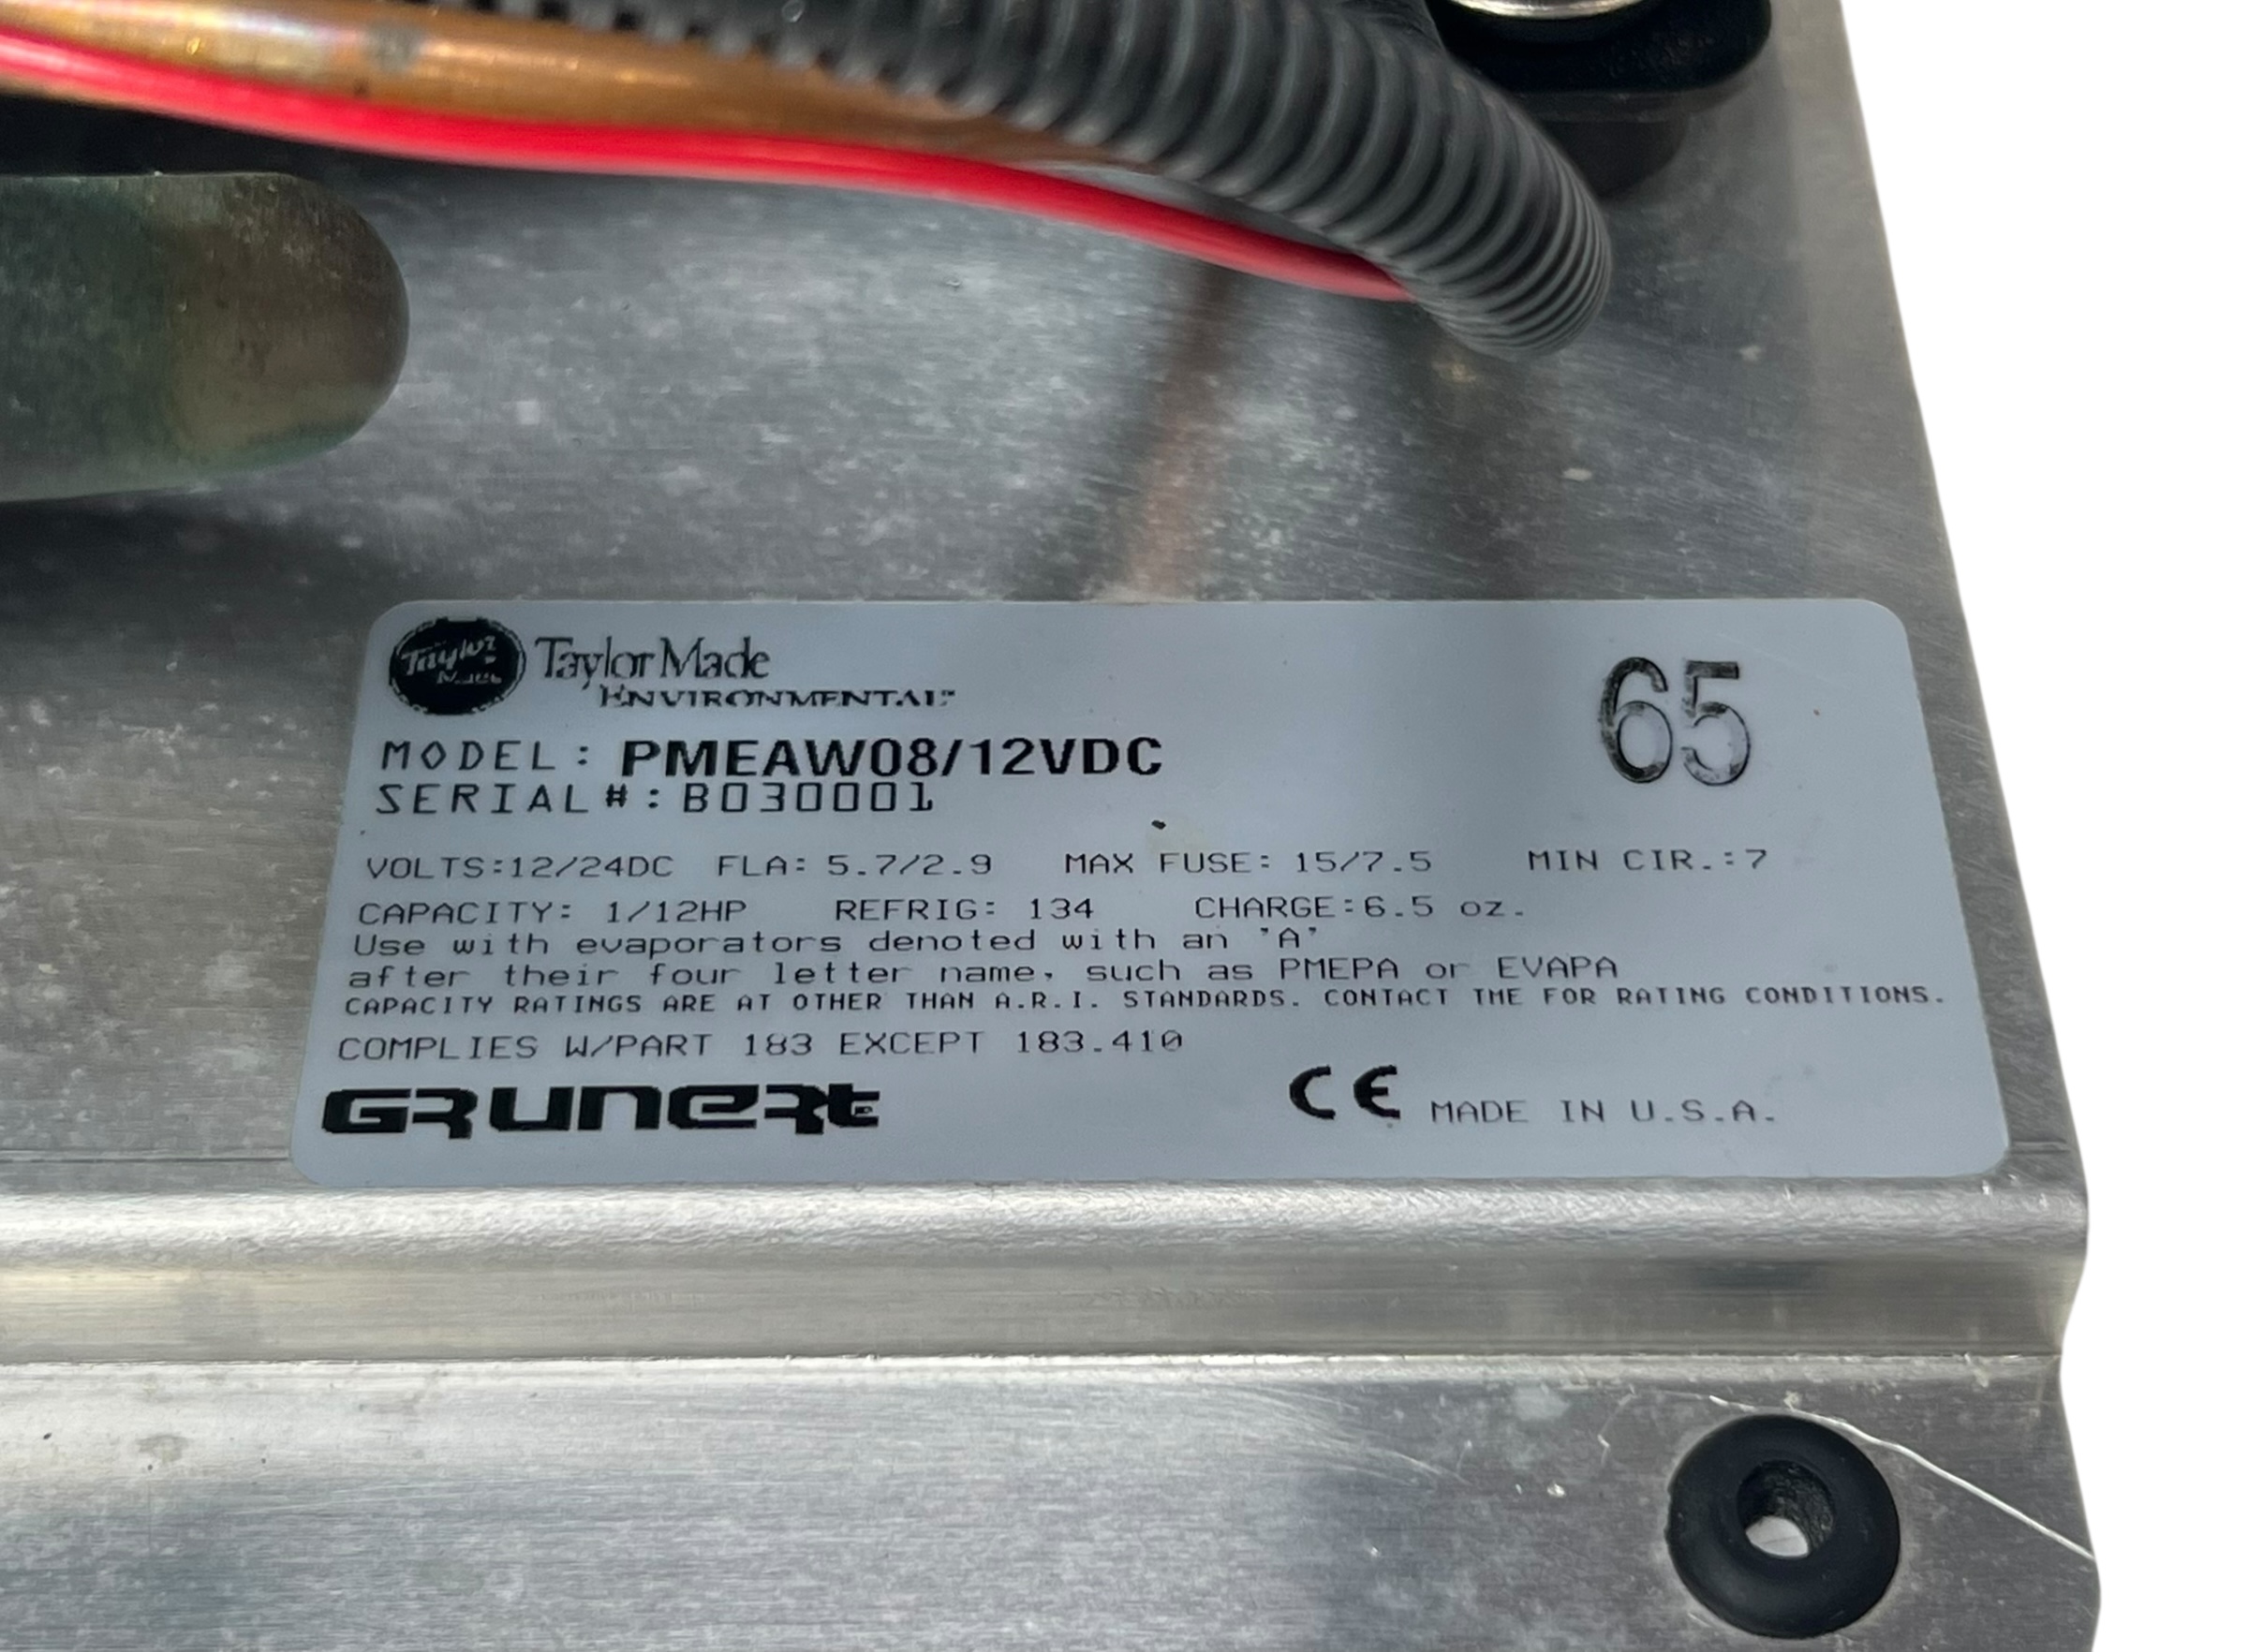 Taylor Made
TaylorMade
ENVIRONMENTAL™
65
MODEL: PMEAW08/12VDC
SERIAL#: B030001
VOLTS:12/24DC FLA: 5.7/2.9 MAX FUSE: 15/7.5 MIN CIR.:7
CAPACITY: 1/12HP REFRIG: 134 CHARGE:6.5 oz.
Use with evaporators denoted with an 'A'
after their four letter name, such as PMEPA or EVAPA
CAPACITY RATINGS ARE AT OTHER THAN A.R.I. STANDARDS. CONTACT TME FOR RATING CONDITIONS.
COMPLIES W/PART 183 EXCEPT 183.410
GRUNERT
CE MADE IN U.S.A.